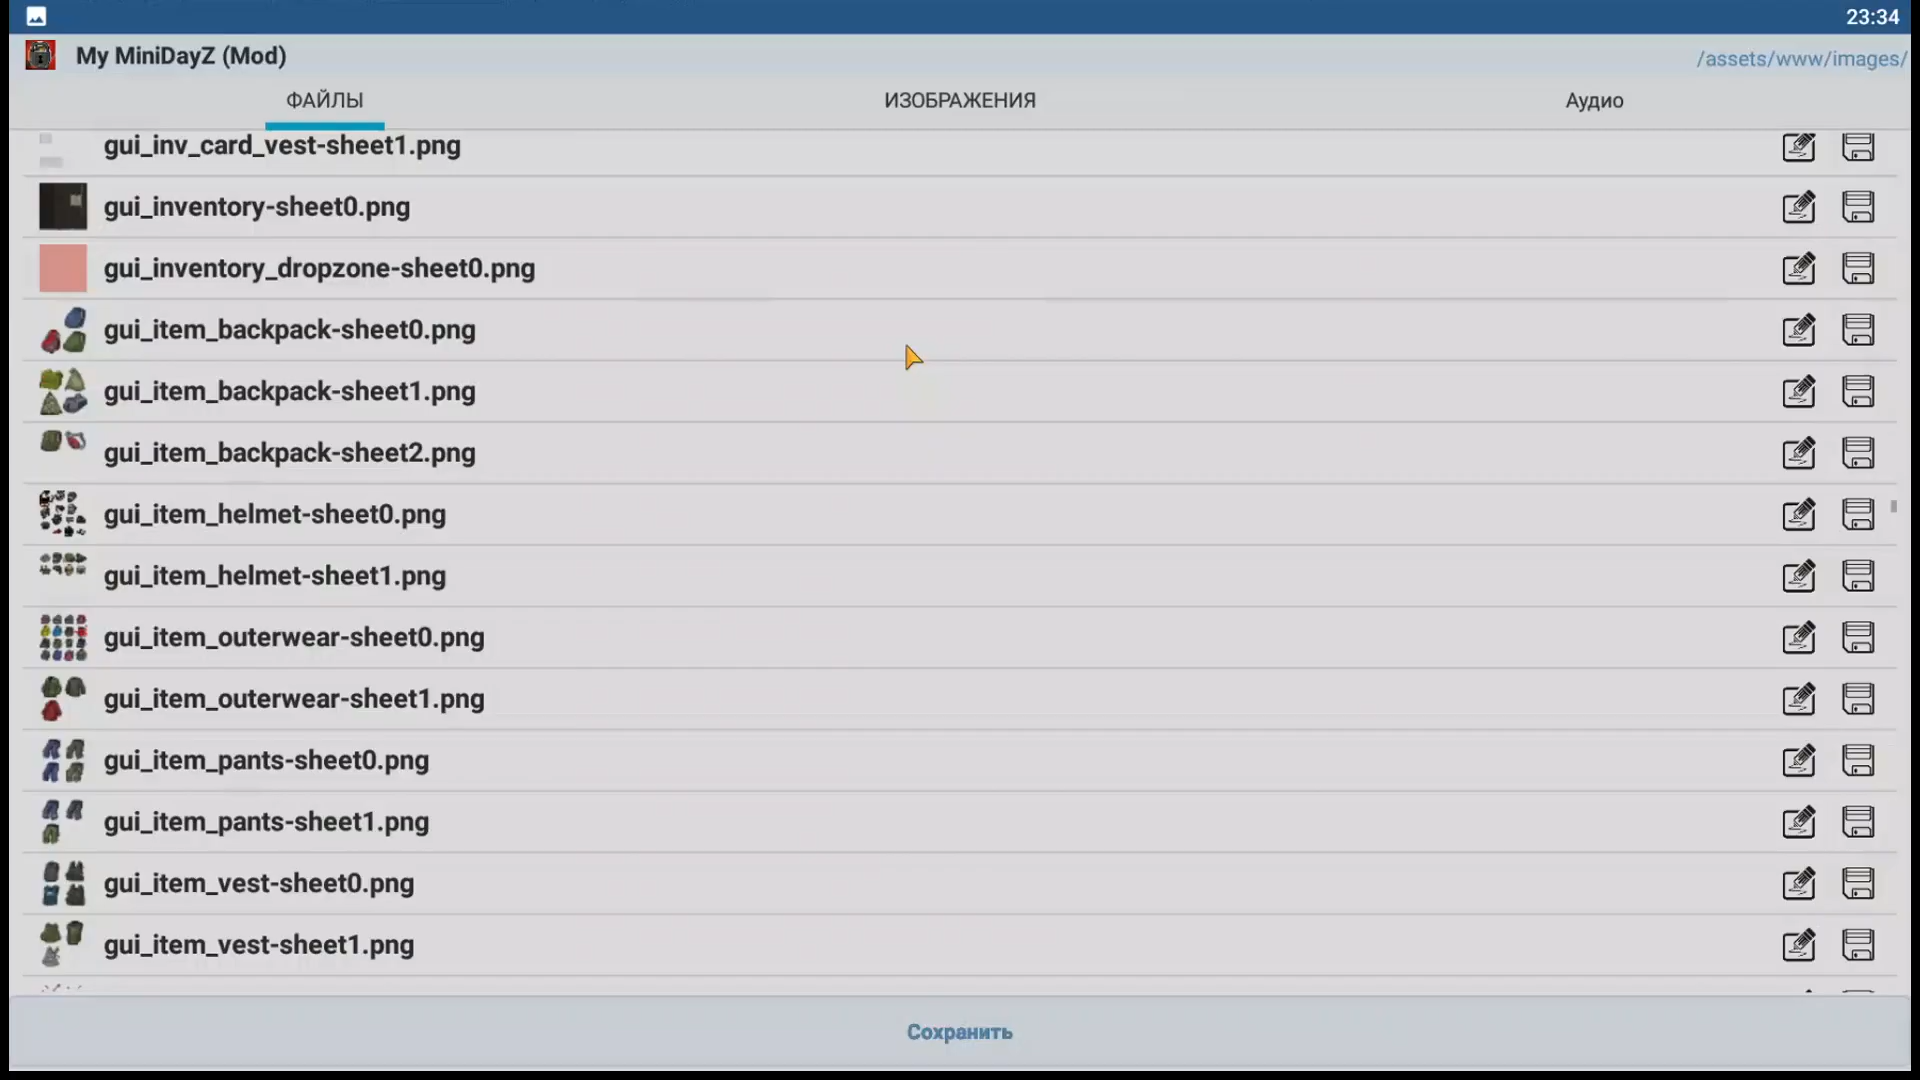 23:34
My MiniDayZ (Mod)
/assets/www/images/
ФАЙЛЫ
ИЗОБРАЖЕНИЯ
Аудио
gui_inv_card_vest-sheet1.png
gui_inventory-sheet0.png
gui_inventory_dropzone-sheet0.png
gui_item_backpack-sheet0.png
gui_item_backpack-sheet1.png
gui_item_backpack-sheet2.png
gui_item_helmet-sheet0.png
gui_item_helmet-sheet1.png
gui_item_outerwear-sheet0.png
gui_item_outerwear-sheet1.png
gui_item_pants-sheet0.png
gui_item_pants-sheet1.png
gui_item_vest-sheet0.png
gui_item_vest-sheet1.png
Сохранить